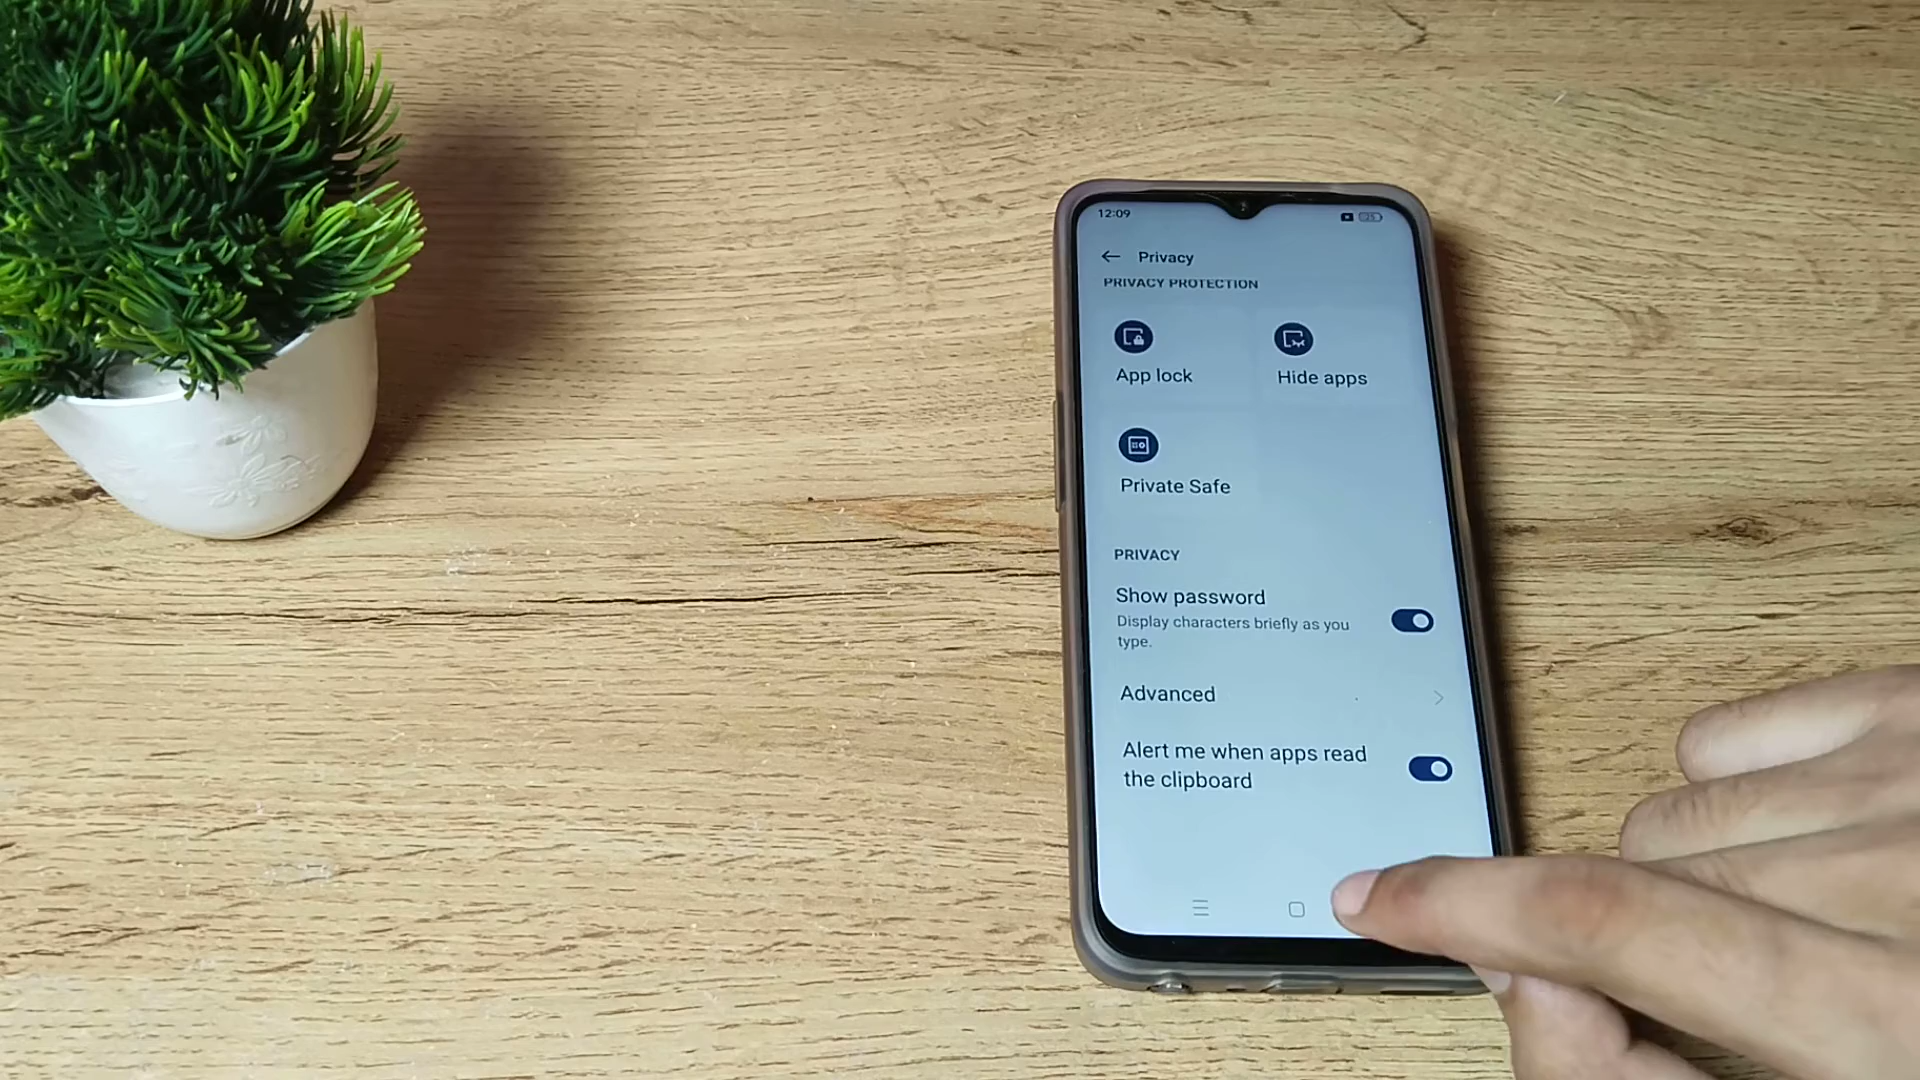 12:09
Privacy
PRIVACY PROTECTION
App lock
Hide apps
Private Safe
PRIVACY
Show password
Display characters briefly as you
type.
Advanced
Alert me when apps read
the clipboard